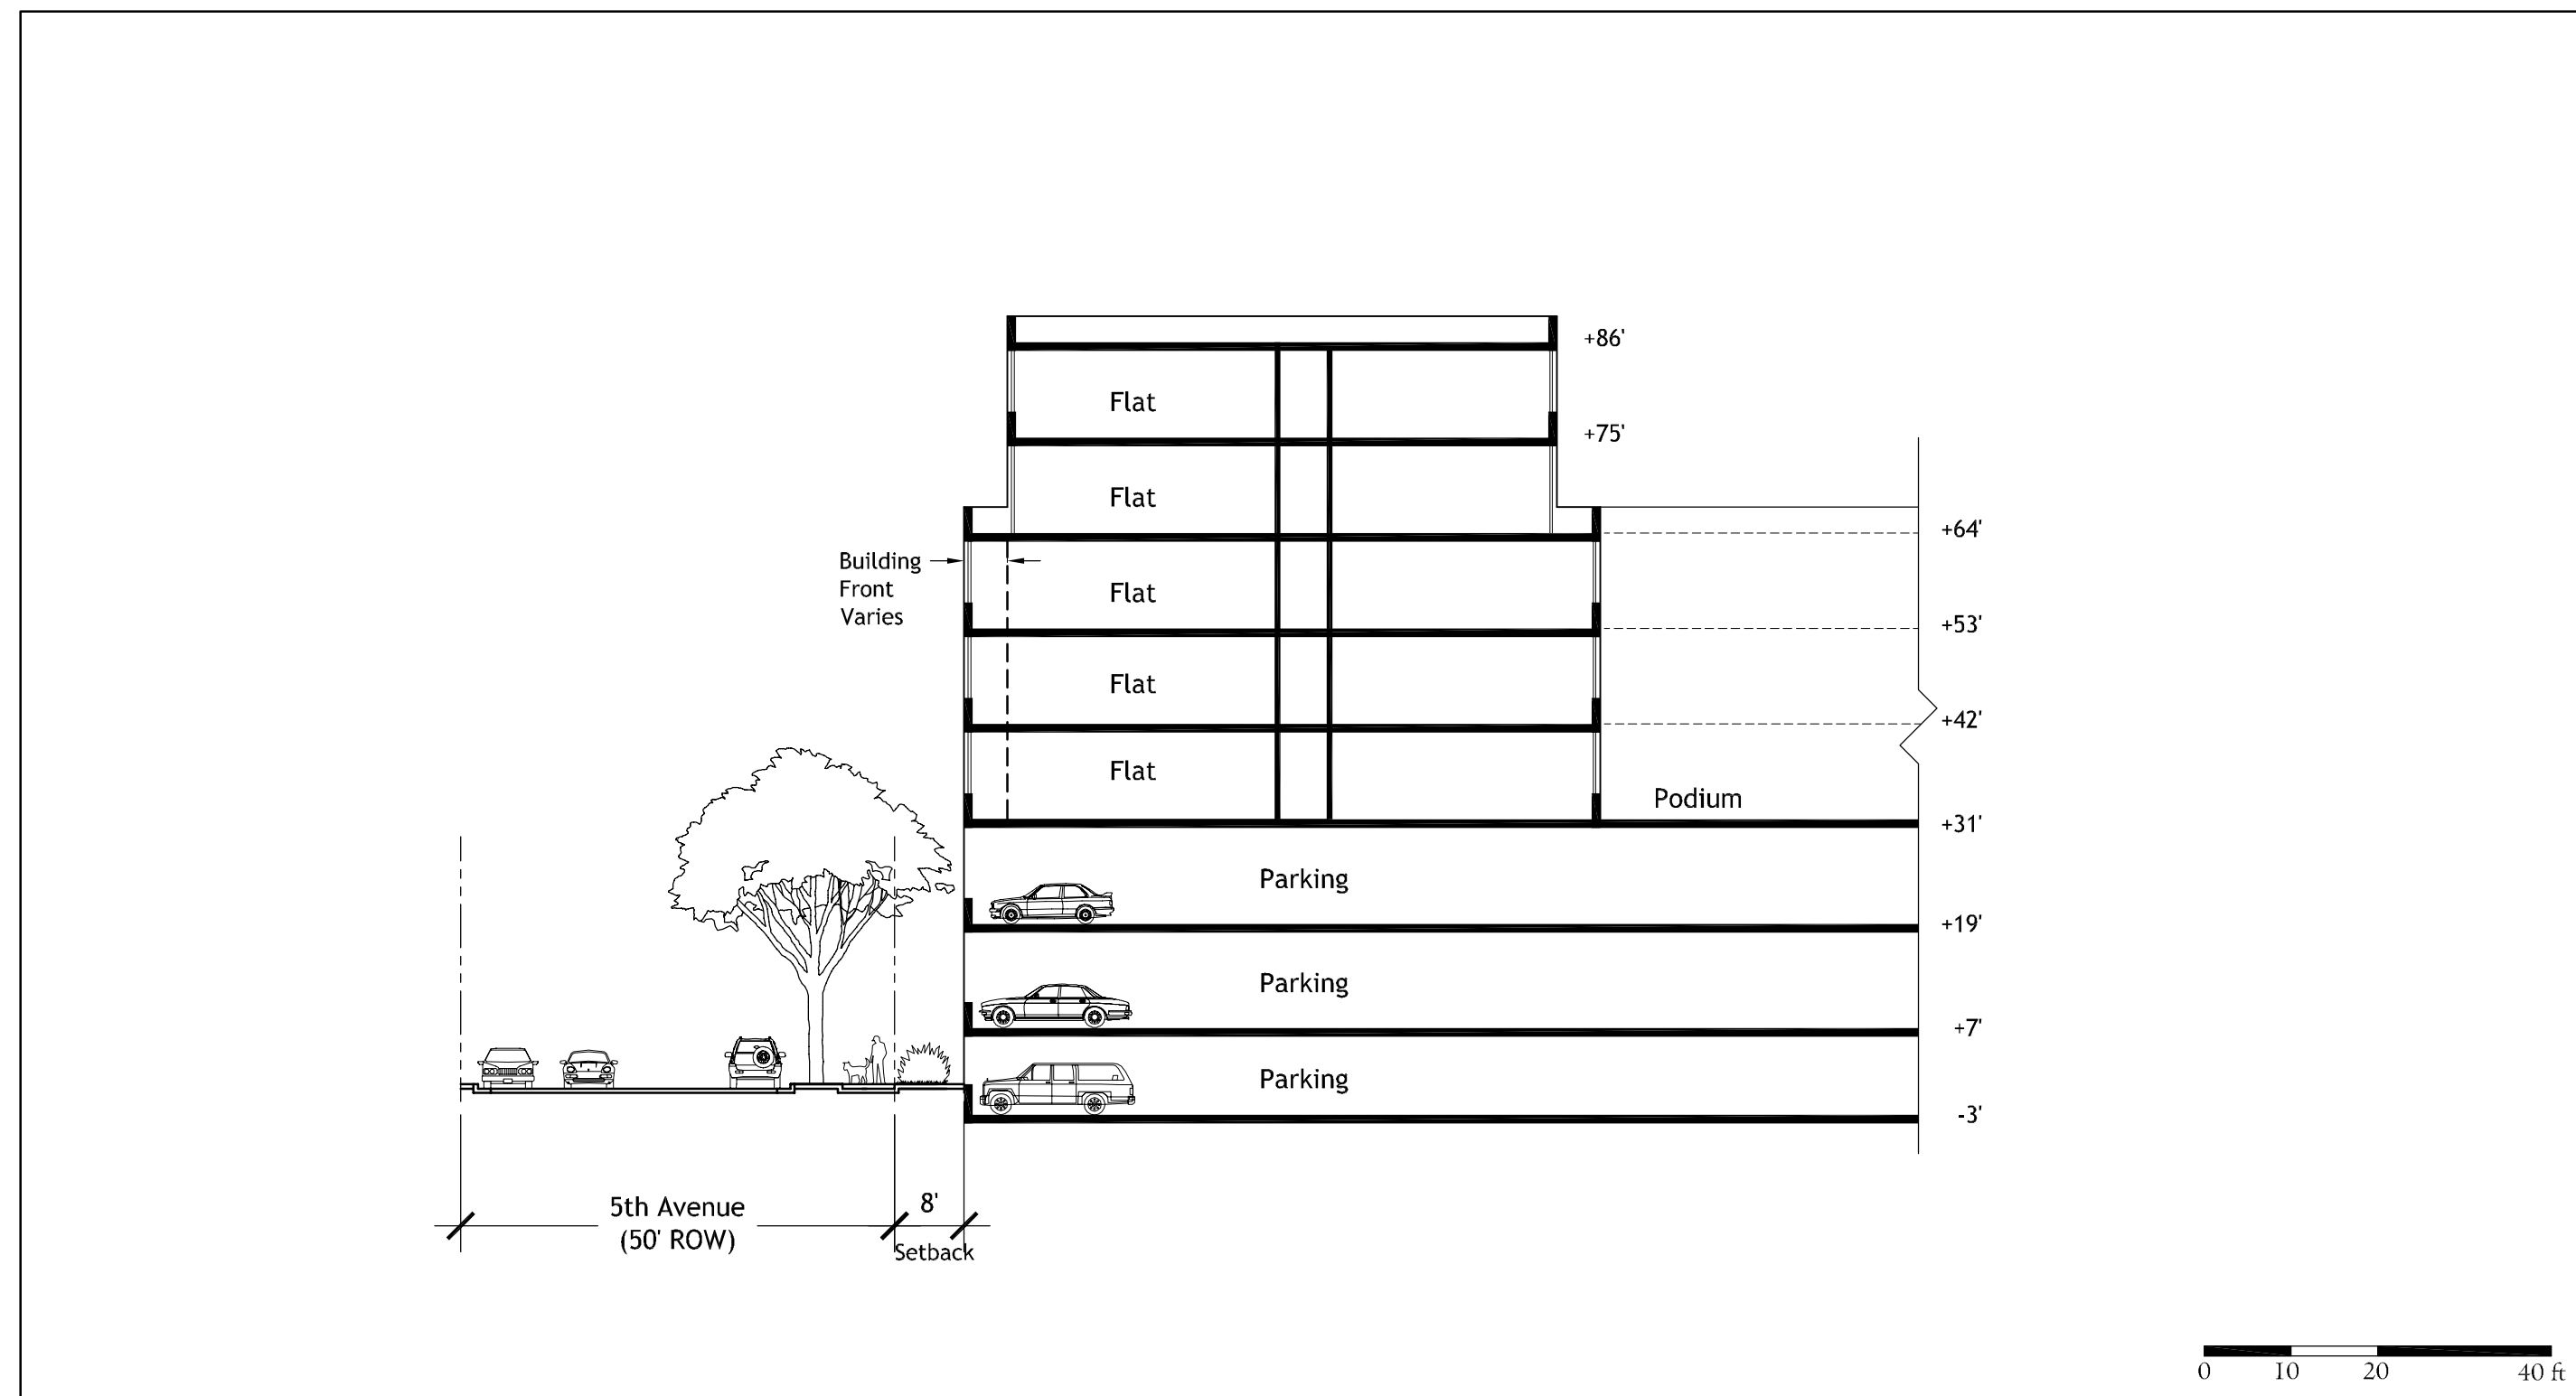 +86'
Flat
+75'
Flat
+64'
Building
Front
Varies
Flat
+53'
Flat
+42'
Flat
Podium
+31'
Parking
+19'
Parking
+7'
Parking
-3'
5th Avenue
(50' ROW)
8'
Setback
0 10 20 40 ft